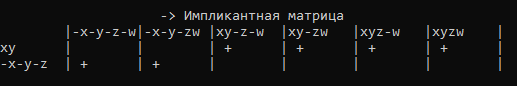 -> Импликантная матрица
|-x-y-z-w|-x-y-zw |xy-z-w |xy-zw |xyz-w |xyzw |
xy | | | + | + | + | + |
-x-y-z | + | + | | | | |